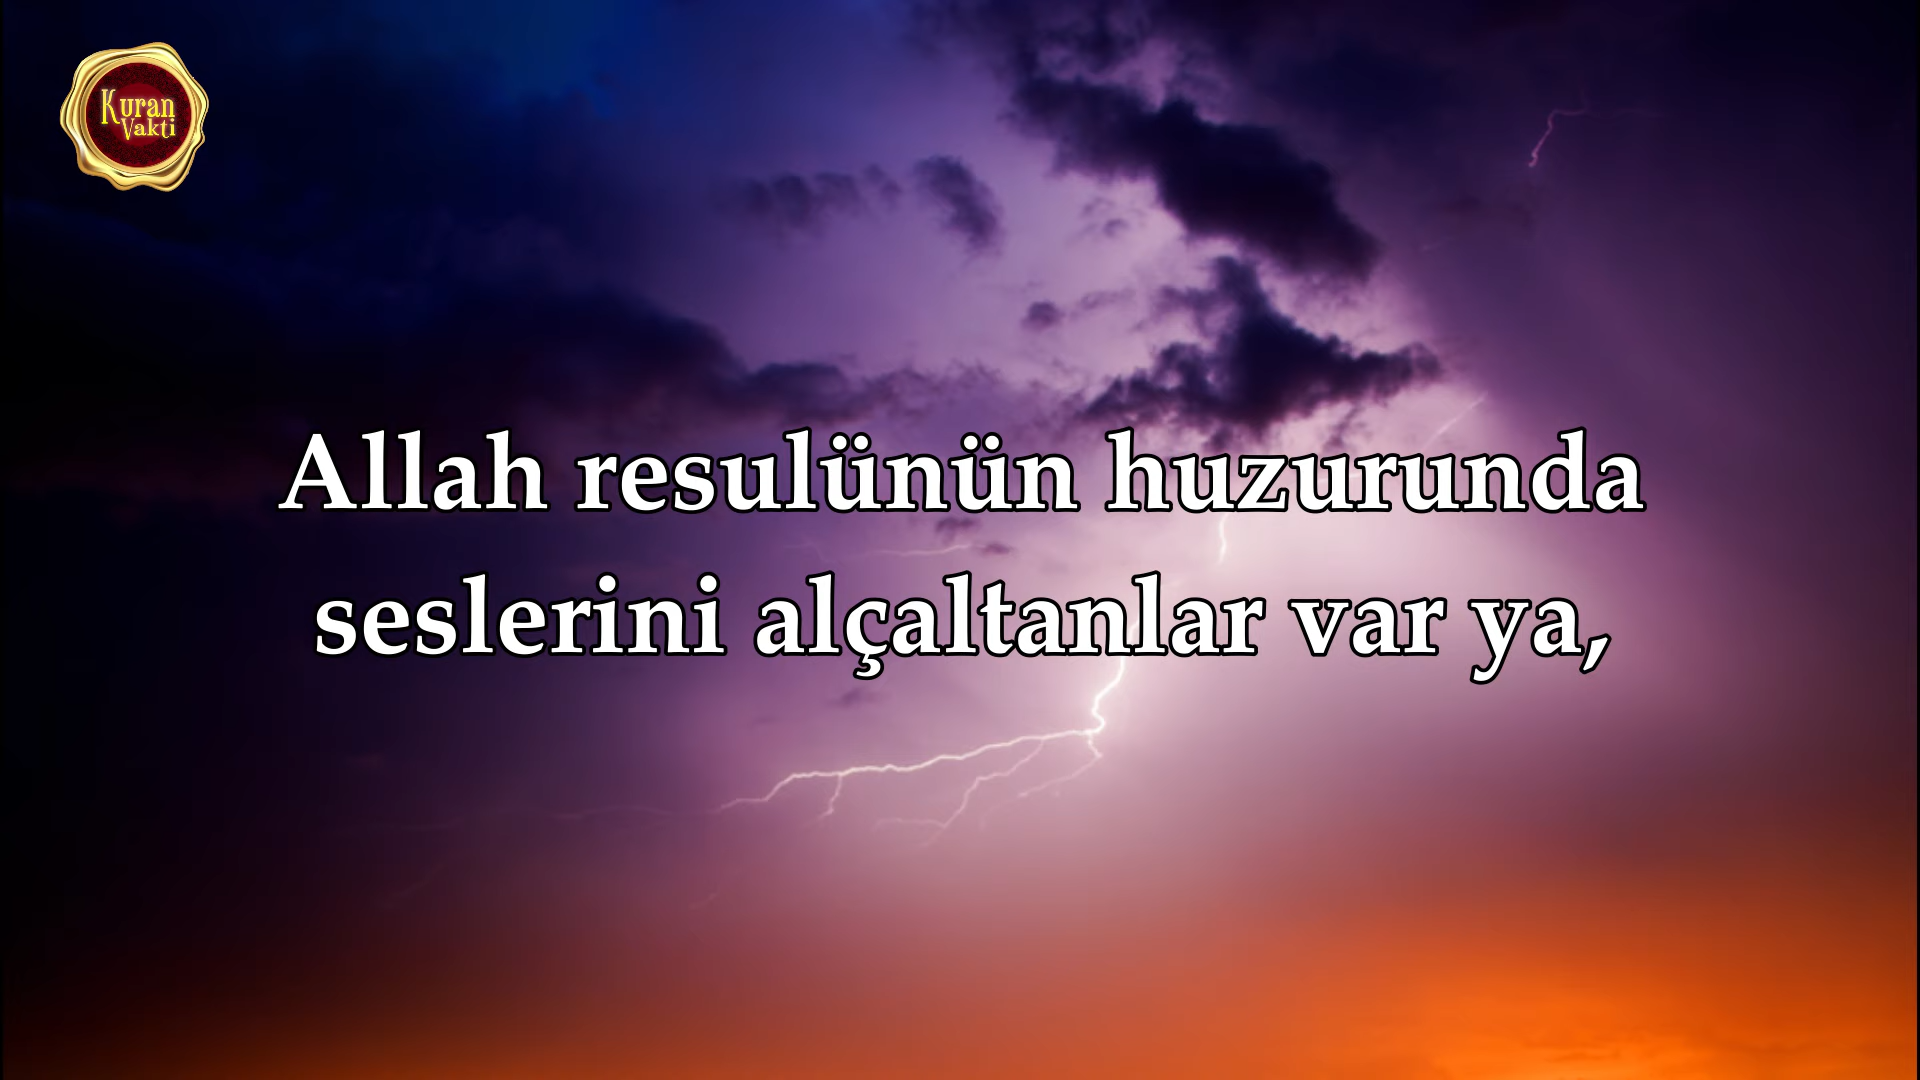 Kuran
Vakti
Allah resulünün huzurunda
seslerini alçaltanlar var ya,